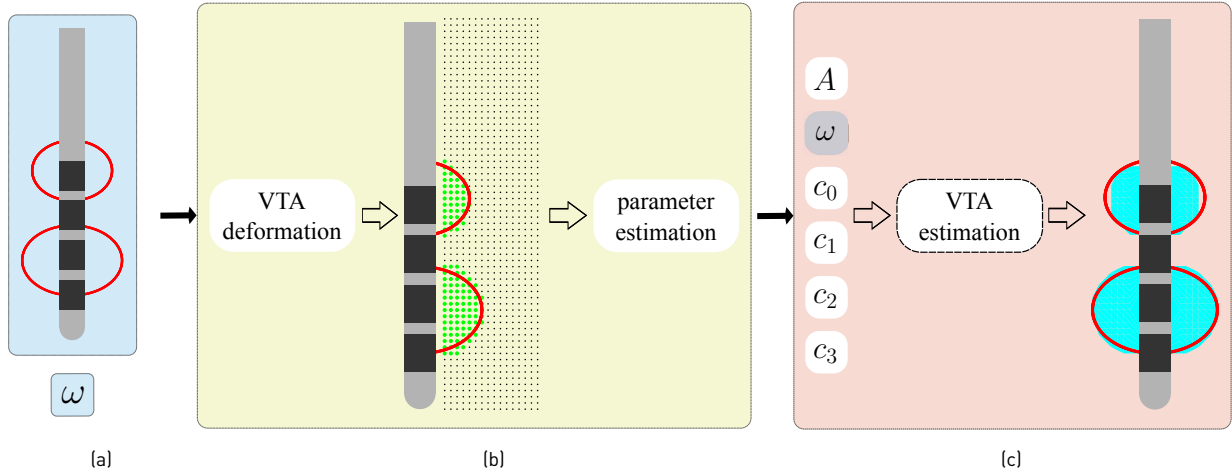 ω
(a)
VTA
deformation
parameter
estimation
(b)
A
ω
c₀
c₁
c₂
c₃
VTA
estimation
(c)